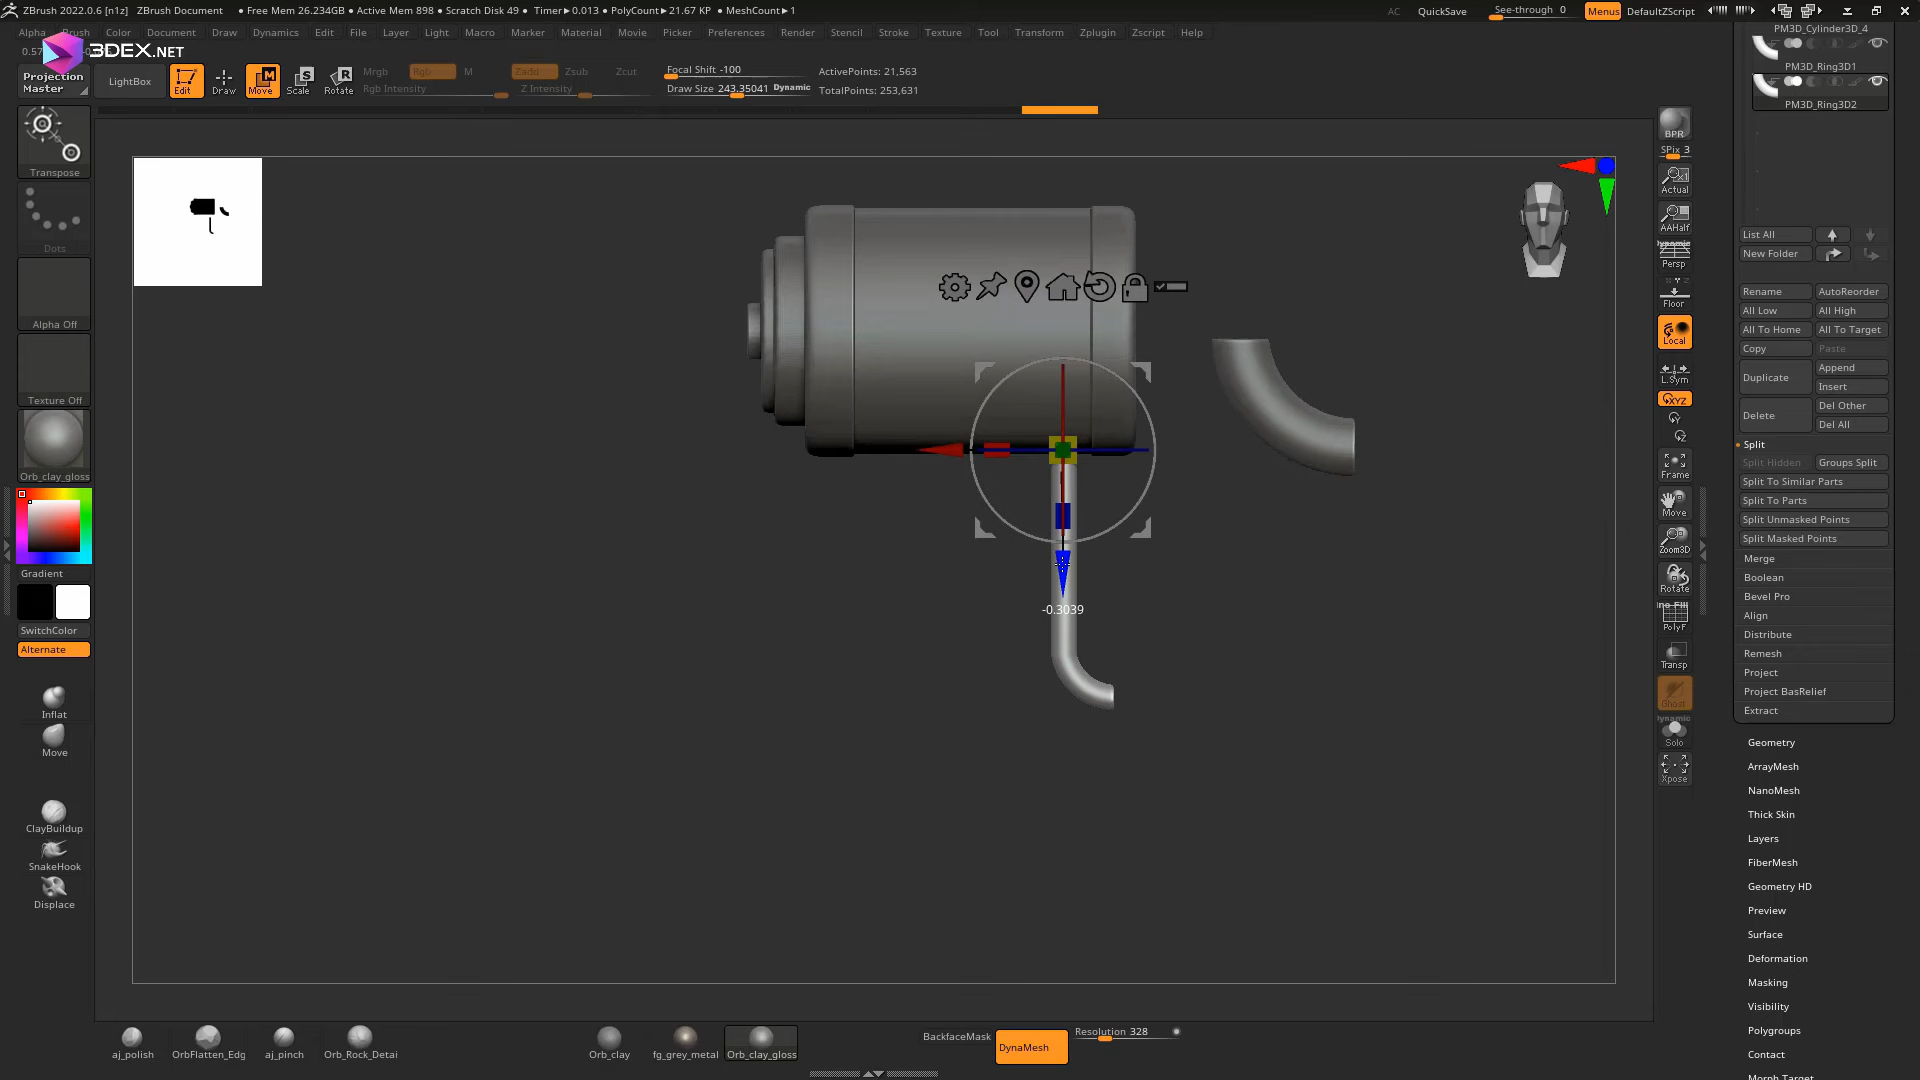 ZBrush 2022.0.6 [n1z] ZBrush Document ● Free Mem 26.234GB ● Active Mem 898 ● Scratch Disk 49 ● Timer►0.013 ● PolyCount►21.67 KP ● MeshCount►1 AC QuickSave See-through 0 Menus DefaultZScript
Alpha Brush Color Document Draw Dynamics Edit File Layer Light Macro Marker Material Movie Picker Preferences Render Stencil Stroke Texture Tool Transform Zplugin Zscript Help
3DEX.NET
Projection Master
LightBox
Edit
Draw
Move
Scale
Rotate
Mrgb Rgb M
Rgb Intensity
Zadd Zsub Zcut
Z Intensity
Focal Shift -100
Draw Size 243.35041 Dynamic
ActivePoints: 21,563
TotalPoints: 253,631
Transpose
Dots
Alpha Off
Texture Off
Orb_clay_gloss
Gradient
SwitchColor
Alternate
Inflat
Move
ClayBuildup
SnakeHook
Displace
-0.3039
BPR
SPix 3
Actual
AAHalf
Dynamic
Persp
Floor
Local
L.Sym
XYZ
Frame
Move
Zoom3D
Rotate
PolyF
Transp
Ghost
Dynamic
Solo
Xpose
PM3D_Cylinder3D_4
PM3D_Ring3D1
PM3D_Ring3D2
List All
New Folder
Rename AutoReorder
All Low All High
All To Home All To Target
Copy Paste
Duplicate Append
Insert
Delete Del Other
Del All
Split
Split Hidden Groups Split
Split To Similar Parts
Split To Parts
Split Unmasked Points
Split Masked Points
Merge
Boolean
Bevel Pro
Align
Distribute
Remesh
Project
Project BasRelief
Extract
Geometry
ArrayMesh
NanoMesh
Thick Skin
Layers
FiberMesh
Geometry HD
Preview
Surface
Deformation
Masking
Visibility
Polygroups
Contact
Morph Target
aj_polish
OrbFlatten_Edg
aj_pinch
Orb_Rock_Detai
Orb_clay
fg_grey_metal
Orb_clay_gloss
BackfaceMask
DynaMesh
Resolution 328